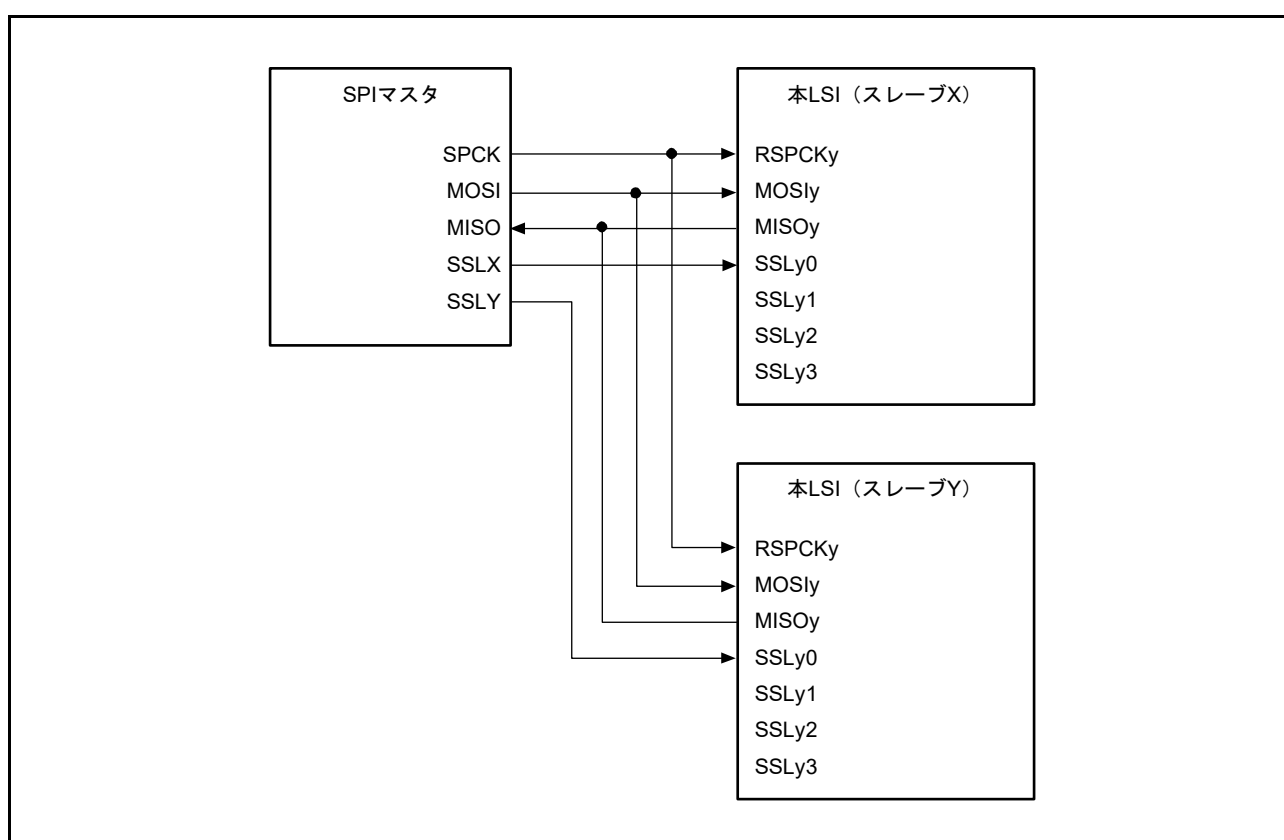 SPIマスタ
SPCK
MOSI
MISO
SSLX
SSLY
本LSI（スレーブX）
RSPCKy
MOSIy
MISOy
SSLy0
SSLy1
SSLy2
SSLy3
本LSI（スレーブY）
RSPCKy
MOSIy
MISOy
SSLy0
SSLy1
SSLy2
SSLy3